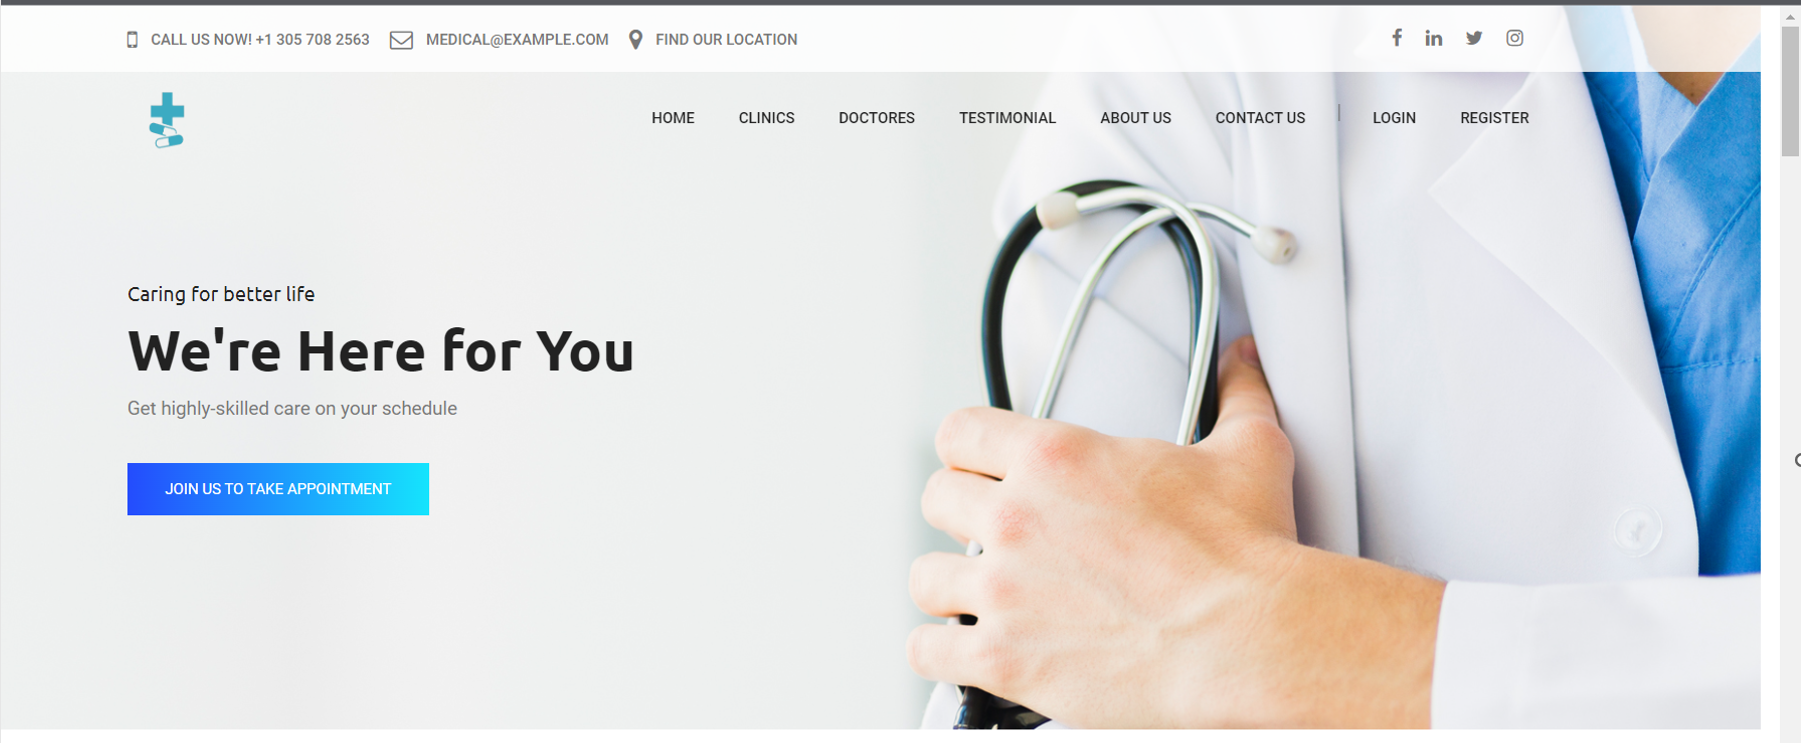 CALL US NOW! +1 305 708 2563 MEDICAL@EXAMPLE.COM FIND OUR LOCATION
HOME CLINICS DOCTORES TESTIMONIAL ABOUT US CONTACT US | LOGIN REGISTER
Caring for better life
We're Here for You
Get highly-skilled care on your schedule
JOIN US TO TAKE APPOINTMENT